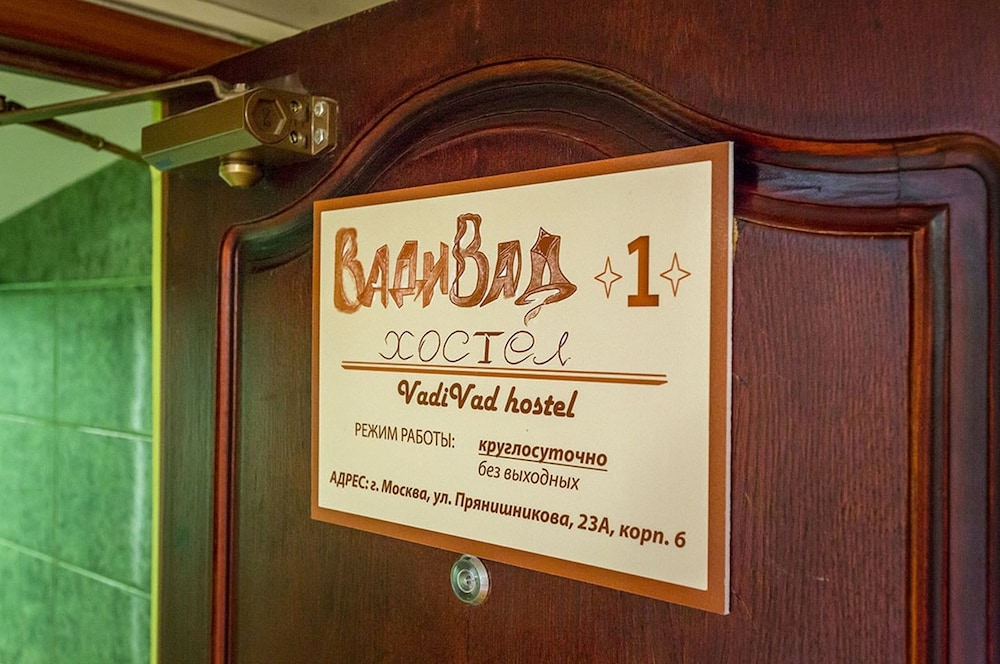 ВадиВад 1
хостел
VadiVad hostel
РЕЖИМ РАБОТЫ: круглосуточно
без выходных
АДРЕС: г. Москва, ул. Прянишникова, 23А, корп. 6